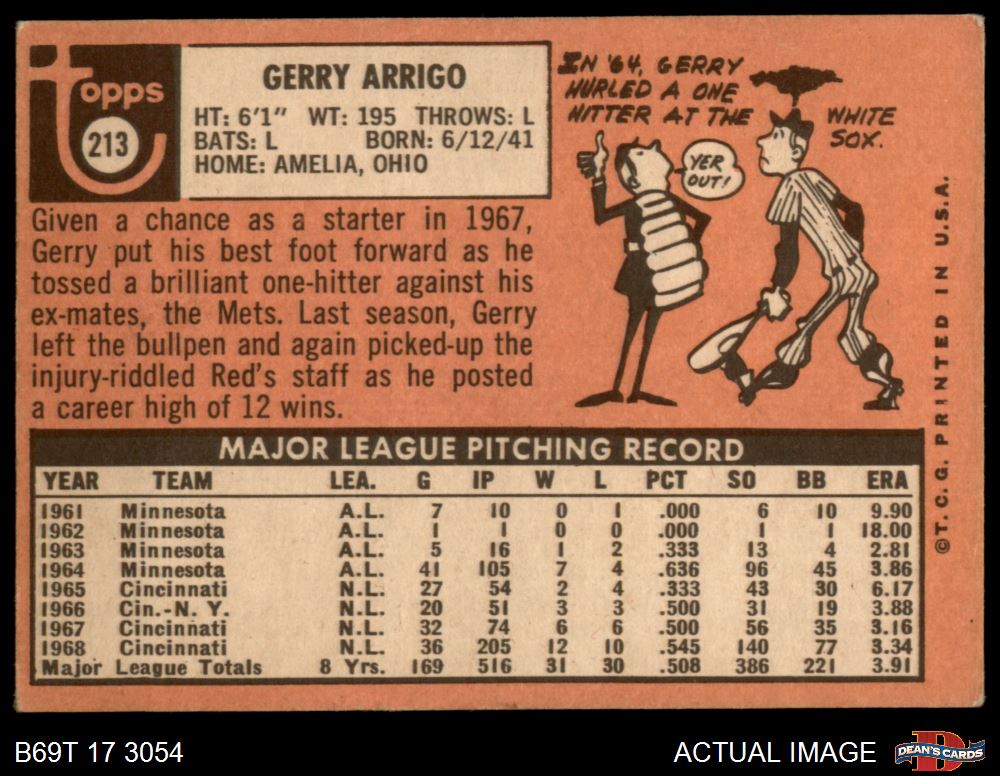 Topps
213
GERRY ARRIGO
HT: 6'1" WT: 195 THROWS: L
BATS: L BORN: 6/12/41
HOME: AMELIA, OHIO
IN '64, GERRY
HURLED A ONE
HITTER AT THE WHITE
SOX.
YER
OUT!
Given a chance as a starter in 1967,
Gerry put his best foot forward as he
tossed a brilliant one-hitter against his
ex-mates, the Mets. Last season, Gerry
left the bullpen and again picked-up the
injury-riddled Red's staff as he posted
a career high of 12 wins.
MAJOR LEAGUE PITCHING RECORD
YEAR TEAM LEA. G IP W L PCT SO BB ERA
1961 Minnesota A.L. 7 10 0 1 .000 6 10 9.90
1962 Minnesota A.L. 1 1 0 0 .000 1 1 18.00
1963 Minnesota A.L. 5 16 1 2 .333 13 4 2.81
1964 Minnesota A.L. 41 105 7 4 .636 96 45 3.86
1965 Cincinnati N.L. 27 54 2 4 .333 43 30 6.17
1966 Cin.-N.Y. N.L. 20 51 3 3 .500 31 19 3.88
1967 Cincinnati N.L. 32 74 6 6 .500 56 35 3.16
1968 Cincinnati N.L. 36 205 12 10 .545 140 77 3.34
Major League Totals 8 Yrs. 169 516 31 30 .508 386 221 3.91
©T.C.G. PRINTED IN U.S.A.
B69T 17 3054 ACTUAL IMAGE
DEAN'S CARDS